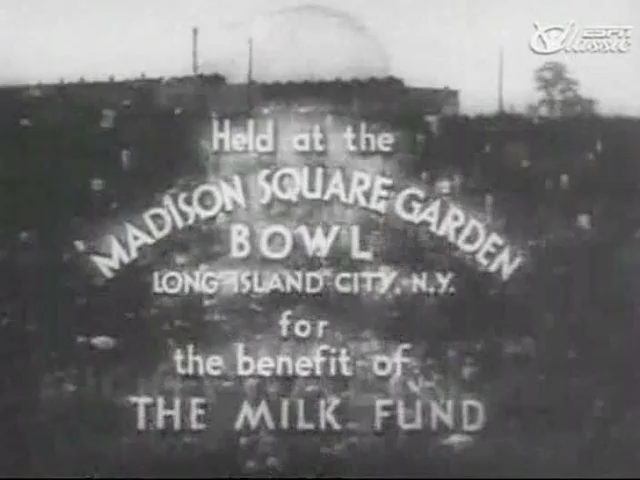 ESPN
Classic
Held at the
MADISON SQUARE GARDEN
BOWL
LONG ISLAND CITY, N.Y.
for
the benefit of
THE MILK FUND